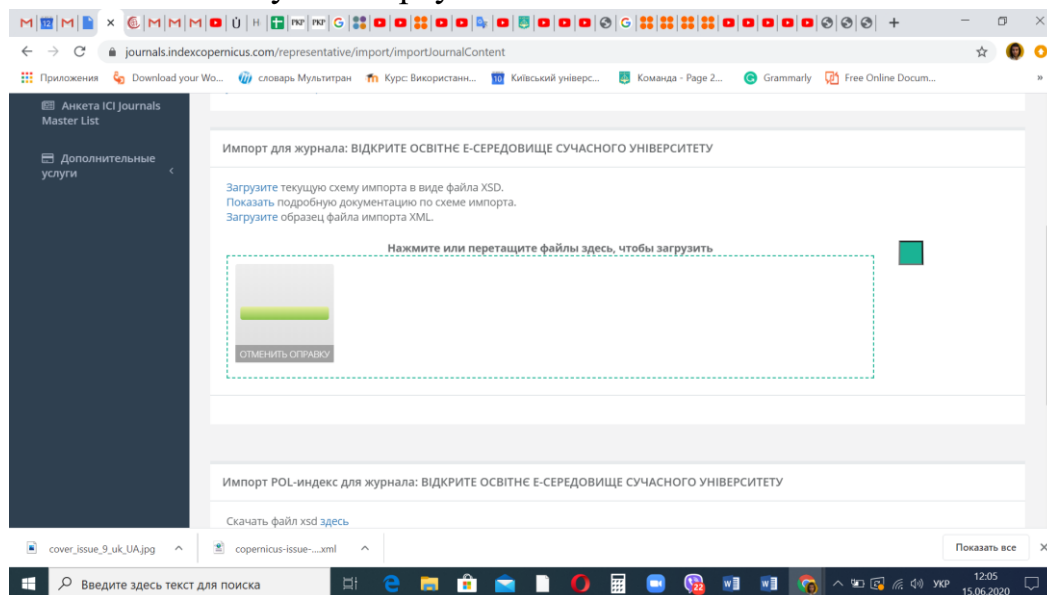 journals.indexcopernicus.com/representative/import/importJournalContent
Приложения Download your Wo... словарь Мультитран Курс: Використанн... Київський універс... Команда - Page 2... Grammarly Free Online Docum... »
Анкета ICI Journals
Master List
Дополнительные
услуги
Импорт для журнала: ВІДКРИТЕ ОСВІТНЄ Е-СЕРЕДОВИЩЕ СУЧАСНОГО УНІВЕРСИТЕТУ
Загрузите текущую схему импорта в виде файла XSD.
Показать подробную документацию по схеме импорта.
Загрузите образец файла импорта XML.
Нажмите или перетащите файлы здесь, чтобы загрузить
ОТМЕНИТЬ ОПРАВКУ
Импорт POL-индекс для журнала: ВІДКРИТЕ ОСВІТНЄ Е-СЕРЕДОВИЩЕ СУЧАСНОГО УНІВЕРСИТЕТУ
Скачать файл xsd здесь
cover_issue_9_uk_UA.jpg copernicus-issue-....xml Показать все
Введите здесь текст для поиска УКР 12:05
15.06.2020